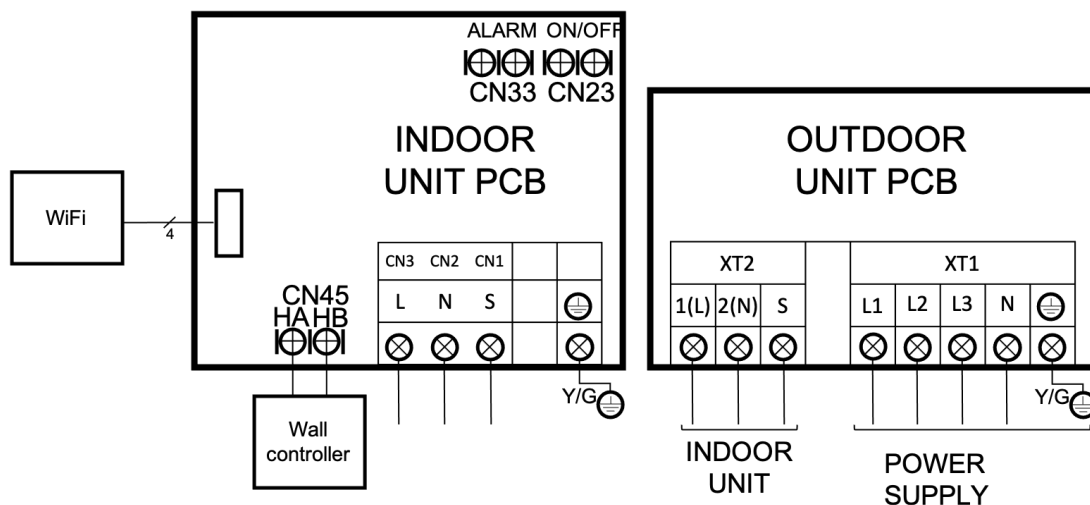 ALARM ON/OFF
CN33 CN23
INDOOR
UNIT PCB
WiFi
4
CN3 CN2 CN1
L N S
CN45
HA HB
Y/G
Wall
controller
OUTDOOR
UNIT PCB
XT2 XT1
1(L) 2(N) S L1 L2 L3 N
Y/G
INDOOR
UNIT
POWER
SUPPLY